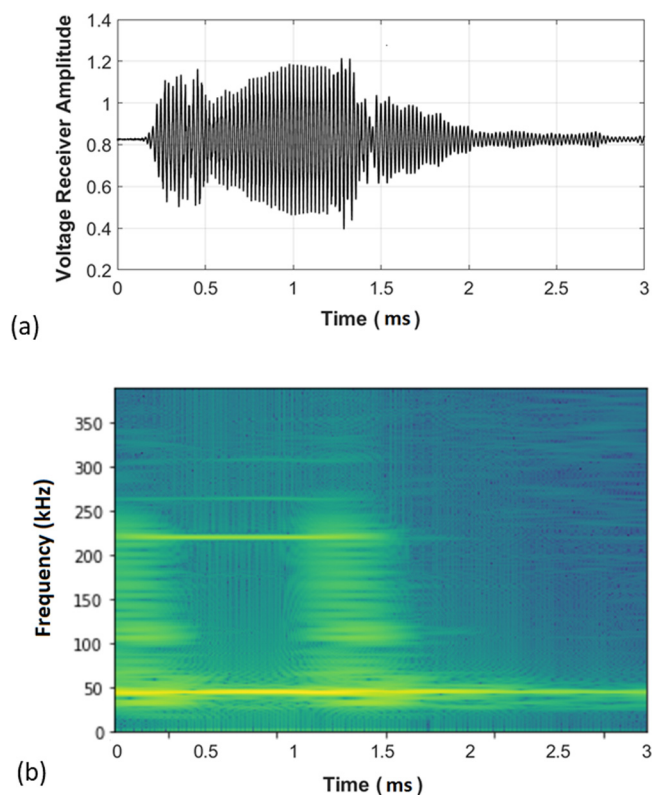 Voltage Receiver Amplitude
1.4
1.2
1
0.8
0.6
0.4
0.2
0 0.5 1 1.5 2 2.5 3
Time ( ms )
(a)
Frequency (kHz)
350
300
250
200
150
100
50
0
0 0.5 1 1.5 2 2.5 3
Time ( ms )
(b)